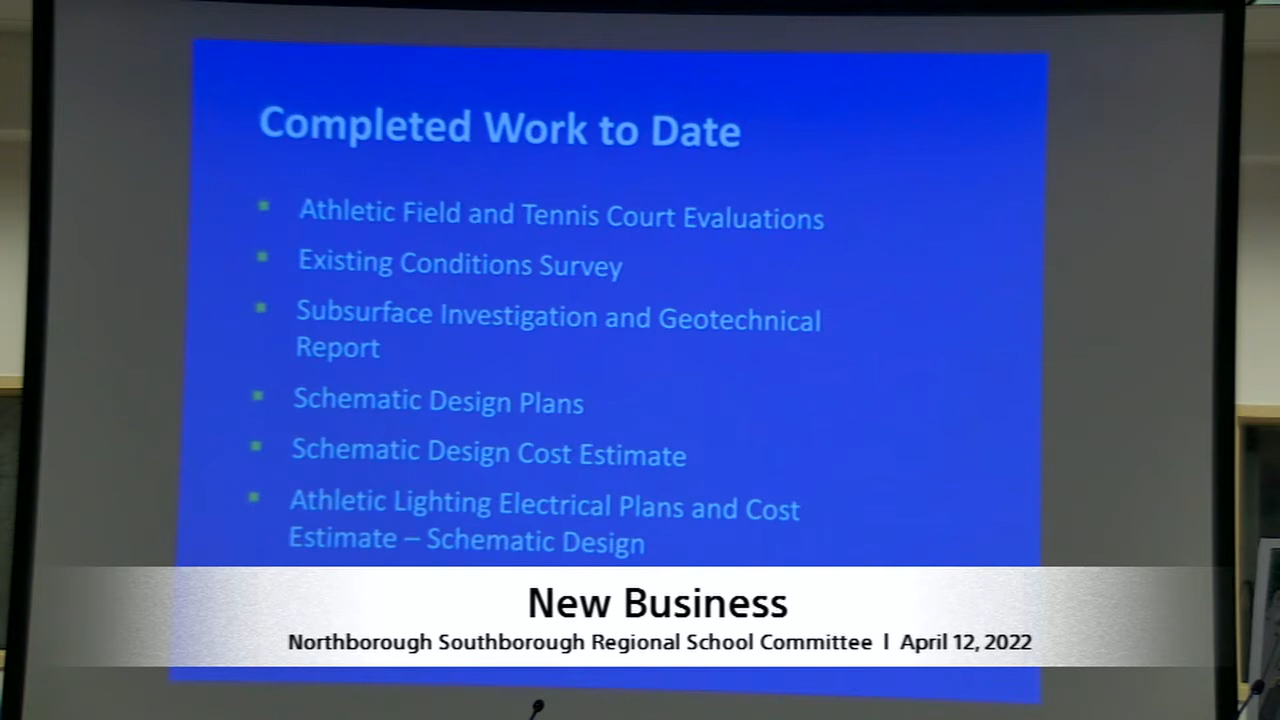 Completed Work to Date
▪ Athletic Field and Tennis Court Evaluations
▪ Existing Conditions Survey
▪ Subsurface Investigation and Geotechnical
Report
▪ Schematic Design Plans
▪ Schematic Design Cost Estimate
▪ Athletic Lighting Electrical Plans and Cost
Estimate – Schematic Design
New Business
Northborough Southborough Regional School Committee | April 12, 2022